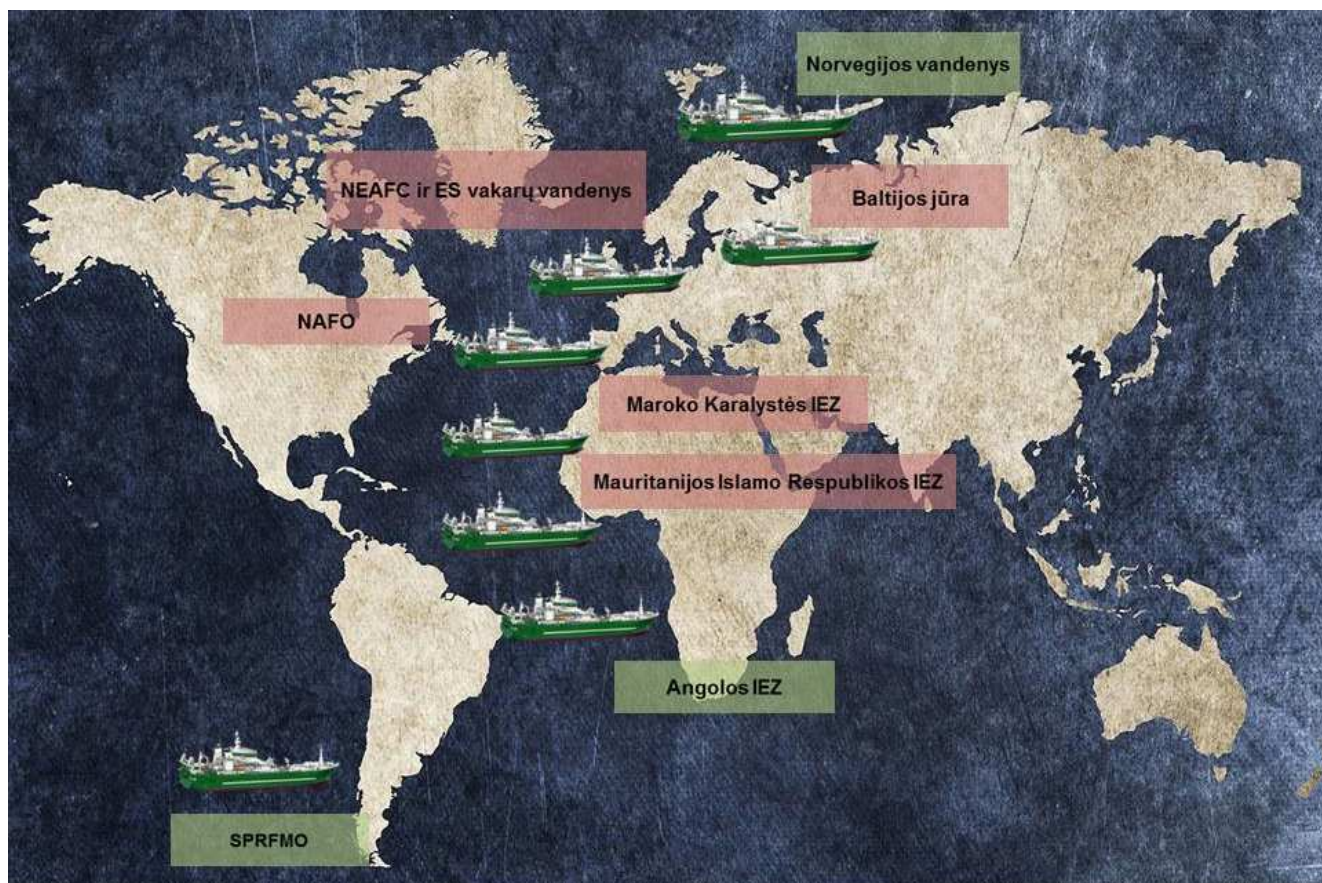 Norvegijos vandenys
NEAFC ir ES vakarų vandenys
Baltijos jūra
NAFO
Maroko Karalystės IEZ
Mauritanijos Islamo Respublikos IEZ
Angolos IEZ
SPRFMO